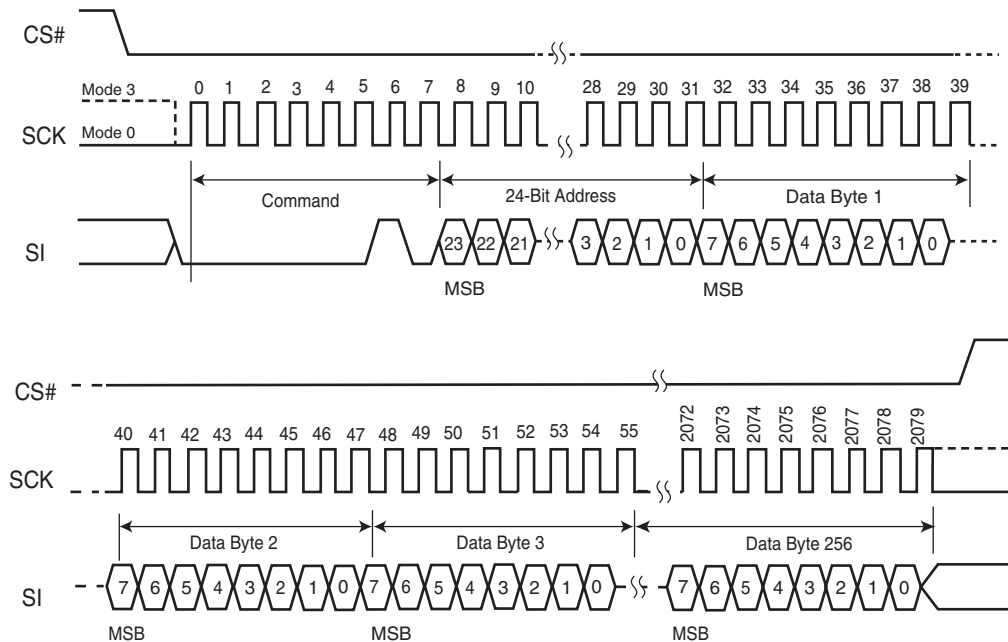 CS#
Mode 3
0 1 2 3 4 5 6 7 8 9 10 28 29 30 31 32 33 34 35 36 37 38 39
SCK
Mode 0
Command
24-Bit Address
Data Byte 1
SI
23 22 21 3 2 1 0 7 6 5 4 3 2 1 0
MSB
MSB
CS#
40 41 42 43 44 45 46 47 48 49 50 51 52 53 54 55 2072 2073 2074 2075 2076 2077 2078 2079
SCK
Data Byte 2
Data Byte 3
Data Byte 256
SI
7 6 5 4 3 2 1 0 7 6 5 4 3 2 1 0 7 6 5 4 3 2 1 0
MSB
MSB
MSB